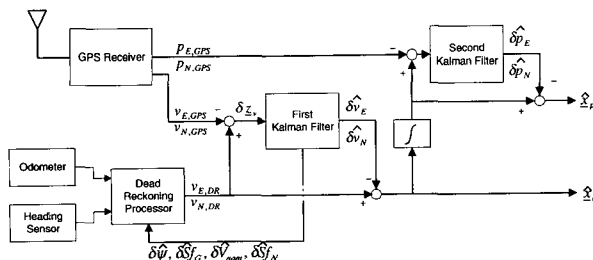 GPS Receiver
p_{E,GPS}
p_{N,GPS}
Second
Kalman Filter
δp̂_E
δp̂_N
v_{E,GPS}
v_{N,GPS}
δz_v
First
Kalman Filter
δv̂_E
δv̂_N
∫
Odometer
Heading
Sensor
Dead
Reckoning
Processor
v_{E,DR}
v_{N,DR}
δψ̂, δŜf_G, δV̂_{nom}, δŜf_N
- + - + - + - +